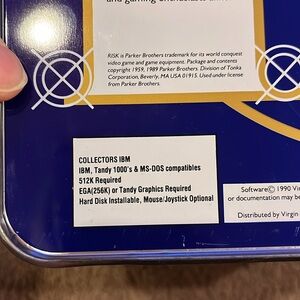 and gaming enthusiasts
RISK is Parker Brothers trademark for its world conquest
video game and game equipment. Package and contents
copyright 1959, 1989 Parker Brothers. Division of Tonka
Corporation, Beverly, MA USA 01915. Used under license
from Parker Brothers.
COLLECTORS IBM
IBM, Tandy 1000's & MS-DOS compatibles
512K Required
EGA(256K) or Tandy Graphics Required
Hard Disk Installable, Mouse/Joystick Optional
Software© 1990 Vi
or documentation may be
Distributed by Virgin